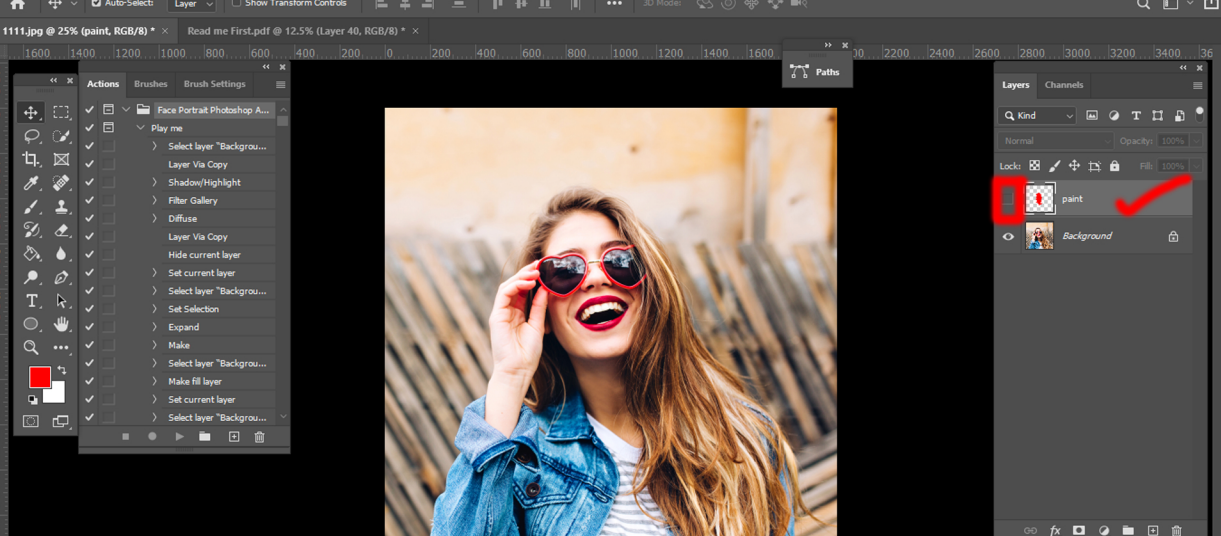 Auto-Select: Layer Show Transform Controls 3D Mode:
1111.jpg @ 25% (paint, RGB/8) * × Read me First.pdf @ 12.5% (Layer 40, RGB/8) * ×
1600 1400 1200 1000 800 600 400 200 0 200 400 600 800 1000 1200 1400 1600 2000 2200 2400 2600 2800 3000 3200 3400
Paths
Actions Brushes Brush Settings
Face Portrait Photoshop A...
Play me
Select layer "Backgrou...
Layer Via Copy
Shadow/Highlight
Filter Gallery
Diffuse
Layer Via Copy
Hide current layer
Set current layer
Select layer "Backgrou...
Set Selection
Expand
Make
Select layer "Backgrou...
Make fill layer
Set current layer
Select layer "Backgrou...
Layers Channels
Kind
Normal Opacity: 100%
Lock: Fill: 100%
paint
Background
fx